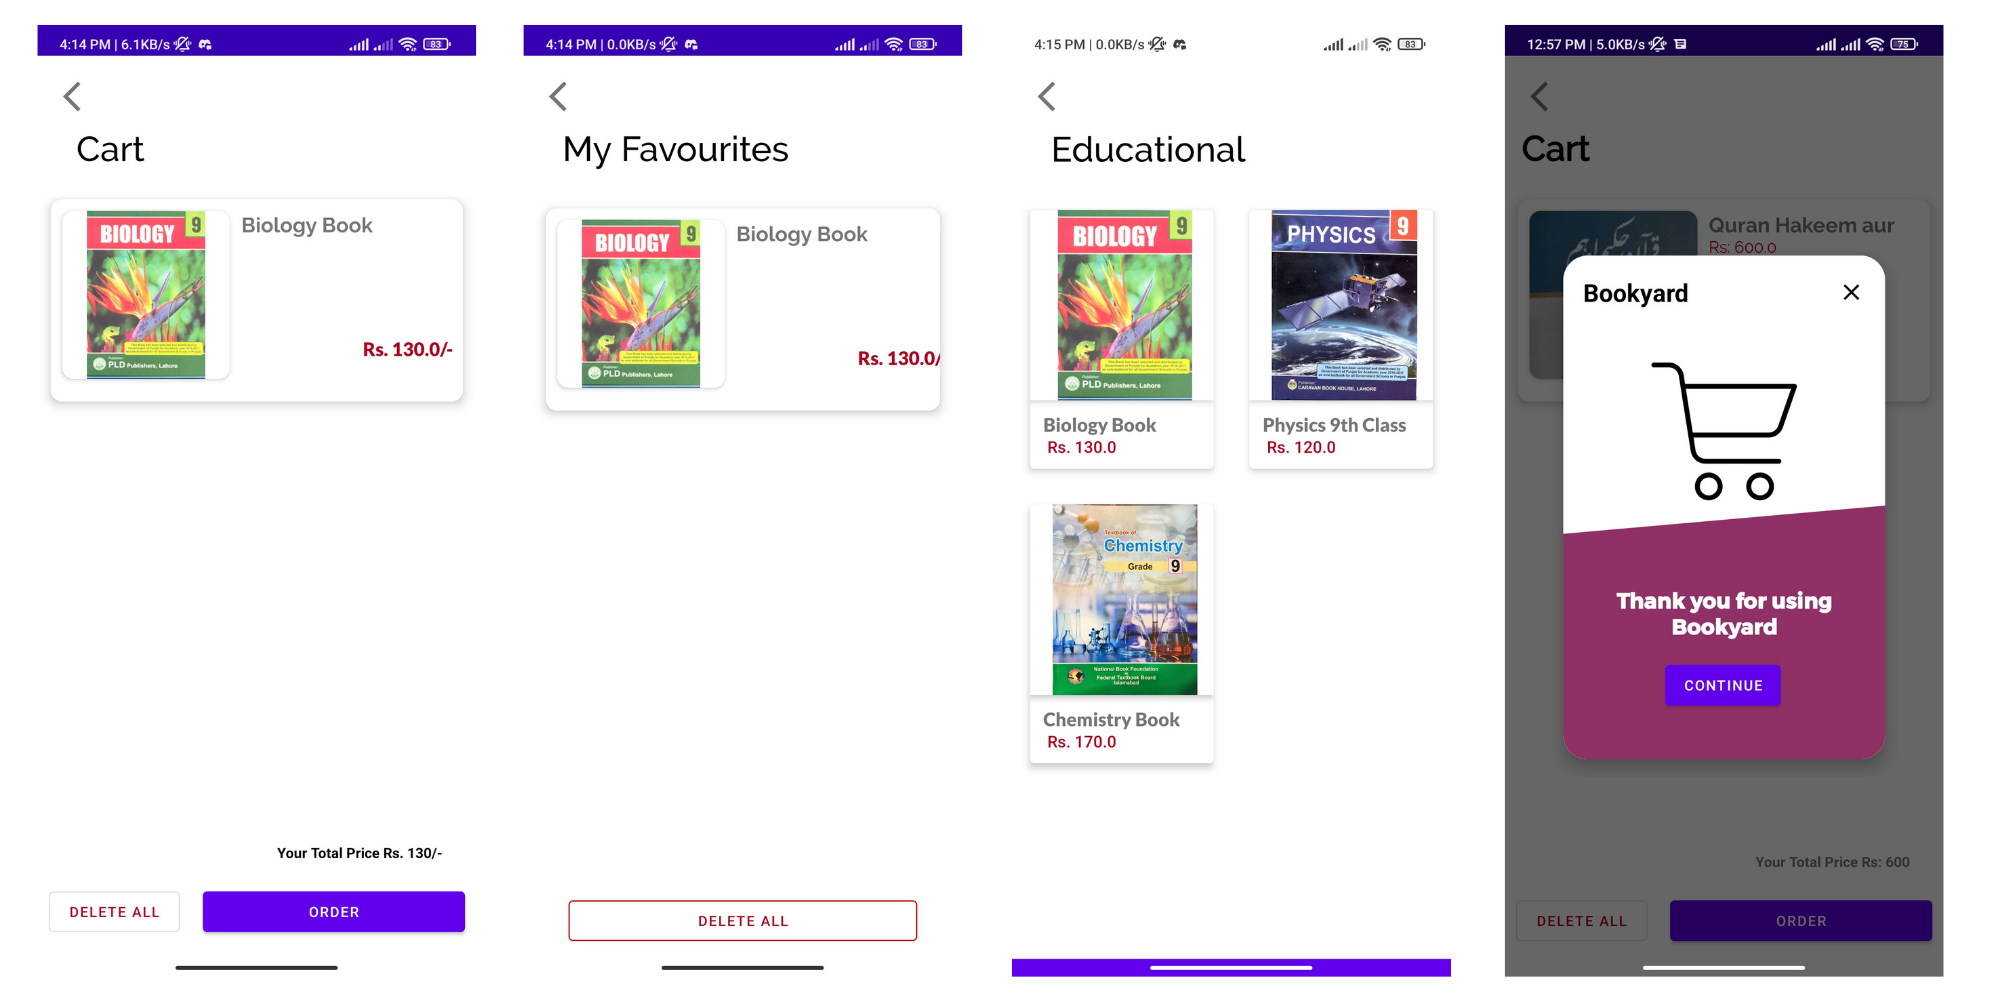 4:14 PM | 6.1KB/s
83
Cart
BIOLOGY 9
PLD Publishers, Lahore
Biology Book
Rs. 130.0/-
Your Total Price Rs. 130/-
DELETE ALL
ORDER
4:14 PM | 0.0KB/s
83
My Favourites
BIOLOGY 9
PLD Publishers, Lahore
Biology Book
Rs. 130.0/
DELETE ALL
4:15 PM | 0.0KB/s
83
Educational
BIOLOGY 9
PLD Publishers, Lahore
Biology Book
Rs. 130.0
PHYSICS 9
CARAVAN BOOK HOUSE, LAHORE
Physics 9th Class
Rs. 120.0
Textbook of
Chemistry
Grade 9
National Book Foundation
Federal Textbook Board
Islamabad
Chemistry Book
Rs. 170.0
12:57 PM | 5.0KB/s
75
Cart
قرآن حکیم
Quran Hakeem aur
Rs: 600.0
Bookyard
Thank you for using
Bookyard
CONTINUE
Your Total Price Rs: 600
DELETE ALL
ORDER